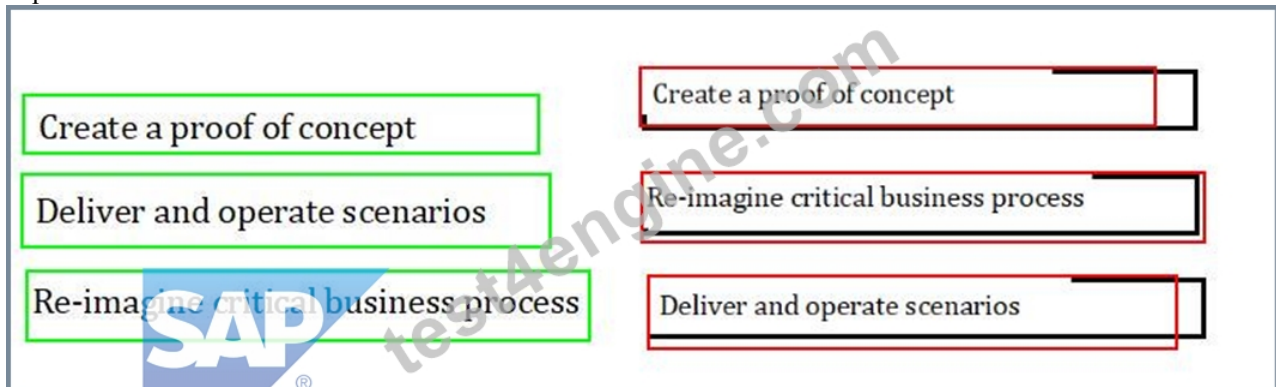 Create a proof of concept
Deliver and operate scenarios
Re-imagine critical business process
Create a proof of concept
Re-imagine critical business process
Deliver and operate scenarios
SAP
®
test4engine.com